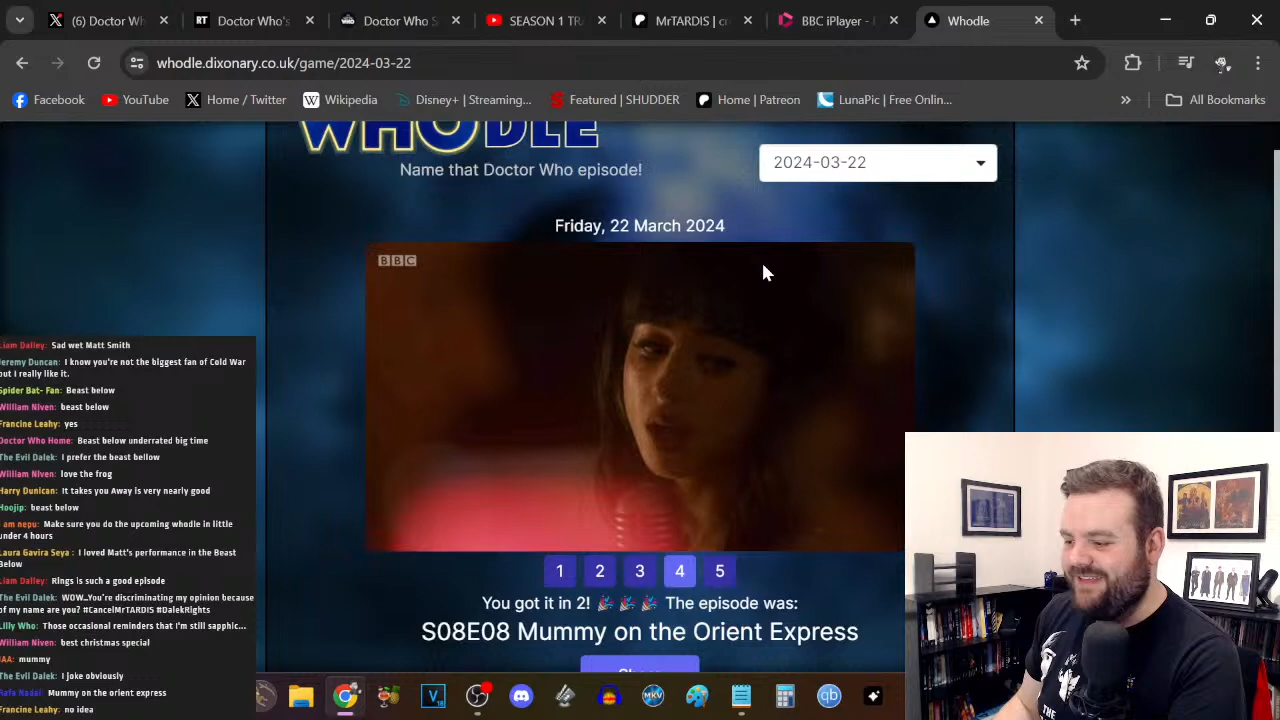 (6) Doctor Wh
Doctor Who's
Doctor Who S
SEASON 1 TR
MrTARDIS | cr
BBC iPlayer - 
Whodle
whodle.dixonary.co.uk/game/2024-03-22
Facebook
YouTube
Home / Twitter
Wikipedia
Disney+ | Streaming...
Featured | SHUDDER
Home | Patreon
LunaPic | Free Onlin...
All Bookmarks
WHODLE
Name that Doctor Who episode!
2024-03-22
Friday, 22 March 2024
BBC
1 2 3 4 5
You got it in 2! 🎉 🎉 🎉 The episode was:
S08E08 Mummy on the Orient Express
Liam Dalley: Sad wet Matt Smith
Jeremy Duncan: I know you're not the biggest fan of Cold War
but I really like it.
Spider Bat- Fan: Beast below
William Niven: beast below
Francine Leahy: yes
Doctor Who Home: Beast below underrated big time
The Evil Dalek: I prefer the beast bellow
William Niven: love the frog
Harry Dunican: It takes you Away is very nearly good
Hoojip: beast below
I am nepu: Make sure you do the upcoming whodle in little
under 4 hours
Laura Gavira Seya : I loved Matt's performance in the Beast
Below
Liam Dalley: Rings is such a good episode
The Evil Dalek: WOW..You're discriminating my opinion because
of my name are you? #CancelMrTARDIS #DalekRights
Lilly Who: Those occasional reminders that i'm still sapphic...
William Niven: best christmas special
IAA: mummy
The Evil Dalek: I joke obviously
Rafa Nadal: Mummy on the orient express
Francine Leahy: no idea